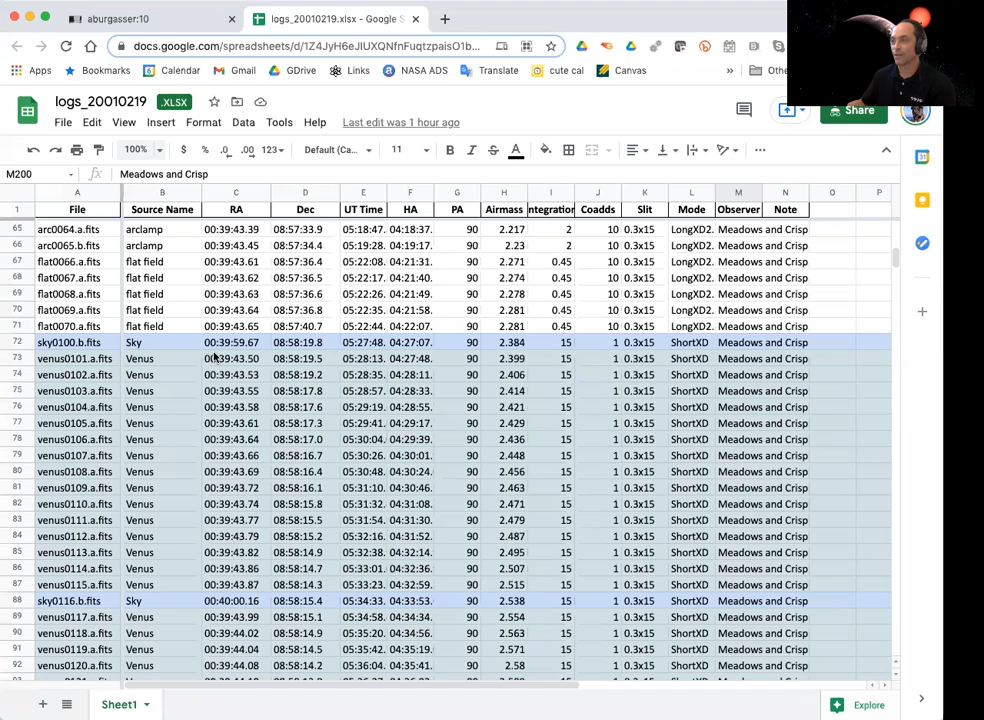 aburgasser:10
logs_20010219.xlsx - Google S
docs.google.com/spreadsheets/d/1Z4JyH6eJIUXQNfnFuqtzpaisO1b...
Apps Bookmarks Calendar Gmail GDrive Links NASA ADS Translate cute cal Canvas » Othe
logs_20010219 .XLSX
Share
File Edit View Insert Format Data Tools Help Last edit was 1 hour ago
100% $ % .0 .00 123 Default (Ca... 11 B I S A
M200 fx Meadows and Crisp
A B C D E F G H I J K L M N O P
1 File Source Name RA Dec UT Time HA PA Airmass ntegration Coadds Slit Mode Observer Note
65 arc0064.a.fits arclamp 00:39:43.39 08:57:33.9 05:18:47. 04:18:37. 90 2.217 2 10 0.3x15 LongXD2. Meadows and Crisp
66 arc0065.b.fits arclamp 00:39:43.45 08:57:34.4 05:19:28. 04:19:17. 90 2.23 2 10 0.3x15 LongXD2. Meadows and Crisp
67 flat0066.a.fits flat field 00:39:43.61 08:57:36.4 05:22:08. 04:21:31. 90 2.271 0.45 10 0.3x15 LongXD2. Meadows and Crisp
68 flat0067.a.fits flat field 00:39:43.62 08:57:36.5 05:22:17. 04:21:40. 90 2.274 0.45 10 0.3x15 LongXD2. Meadows and Crisp
69 flat0068.a.fits flat field 00:39:43.63 08:57:36.6 05:22:26. 04:21:49. 90 2.278 0.45 10 0.3x15 LongXD2. Meadows and Crisp
70 flat0069.a.fits flat field 00:39:43.64 08:57:36.8 05:22:35. 04:21:58. 90 2.281 0.45 10 0.3x15 LongXD2. Meadows and Crisp
71 flat0070.a.fits flat field 00:39:43.65 08:57:40.7 05:22:44. 04:22:07. 90 2.281 0.45 10 0.3x15 LongXD2. Meadows and Crisp
72 sky0100.b.fits Sky 00:39:59.67 08:58:19.8 05:27:48. 04:27:07. 90 2.384 15 1 0.3x15 ShortXD Meadows and Crisp
73 venus0101.a.fits Venus 00:39:43.50 08:58:19.5 05:28:13. 04:27:48. 90 2.399 15 1 0.3x15 ShortXD Meadows and Crisp
74 venus0102.a.fits Venus 00:39:43.53 08:58:19.2 05:28:35. 04:28:11. 90 2.406 15 1 0.3x15 ShortXD Meadows and Crisp
75 venus0103.a.fits Venus 00:39:43.55 08:58:17.8 05:28:57. 04:28:33. 90 2.414 15 1 0.3x15 ShortXD Meadows and Crisp
76 venus0104.a.fits Venus 00:39:43.58 08:58:17.6 05:29:19. 04:28:55. 90 2.421 15 1 0.3x15 ShortXD Meadows and Crisp
77 venus0105.a.fits Venus 00:39:43.61 08:58:17.3 05:29:41. 04:29:17. 90 2.429 15 1 0.3x15 ShortXD Meadows and Crisp
78 venus0106.a.fits Venus 00:39:43.64 08:58:17.0 05:30:04. 04:29:39. 90 2.436 15 1 0.3x15 ShortXD Meadows and Crisp
79 venus0107.a.fits Venus 00:39:43.66 08:58:16.7 05:30:26. 04:30:01. 90 2.448 15 1 0.3x15 ShortXD Meadows and Crisp
80 venus0108.a.fits Venus 00:39:43.69 08:58:16.4 05:30:48. 04:30:24. 90 2.456 15 1 0.3x15 ShortXD Meadows and Crisp
81 venus0109.a.fits Venus 00:39:43.72 08:58:16.1 05:31:10. 04:30:46. 90 2.463 15 1 0.3x15 ShortXD Meadows and Crisp
82 venus0110.a.fits Venus 00:39:43.74 08:58:15.8 05:31:32. 04:31:08. 90 2.471 15 1 0.3x15 ShortXD Meadows and Crisp
83 venus0111.a.fits Venus 00:39:43.77 08:58:15.5 05:31:54. 04:31:30. 90 2.479 15 1 0.3x15 ShortXD Meadows and Crisp
84 venus0112.a.fits Venus 00:39:43.79 08:58:15.2 05:32:16. 04:31:52. 90 2.487 15 1 0.3x15 ShortXD Meadows and Crisp
85 venus0113.a.fits Venus 00:39:43.82 08:58:14.9 05:32:38. 04:32:14. 90 2.495 15 1 0.3x15 ShortXD Meadows and Crisp
86 venus0114.a.fits Venus 00:39:43.86 08:58:14.7 05:33:01. 04:32:36. 90 2.507 15 1 0.3x15 ShortXD Meadows and Crisp
87 venus0115.a.fits Venus 00:39:43.87 08:58:14.3 05:33:23. 04:32:59. 90 2.515 15 1 0.3x15 ShortXD Meadows and Crisp
88 sky0116.b.fits Sky 00:40:00.16 08:58:15.4 05:34:33. 04:33:53. 90 2.538 15 1 0.3x15 ShortXD Meadows and Crisp
89 venus0117.a.fits Venus 00:39:43.99 08:58:15.1 05:34:58. 04:34:34. 90 2.554 15 1 0.3x15 ShortXD Meadows and Crisp
90 venus0118.a.fits Venus 00:39:44.02 08:58:14.9 05:35:20. 04:34:56. 90 2.563 15 1 0.3x15 ShortXD Meadows and Crisp
91 venus0119.a.fits Venus 00:39:44.04 08:58:14.5 05:35:42. 04:35:19. 90 2.571 15 1 0.3x15 ShortXD Meadows and Crisp
92 venus0120.a.fits Venus 00:39:44.08 08:58:14.2 05:36:04. 04:35:41. 90 2.58 15 1 0.3x15 ShortXD Meadows and Crisp
Sheet1 Explore